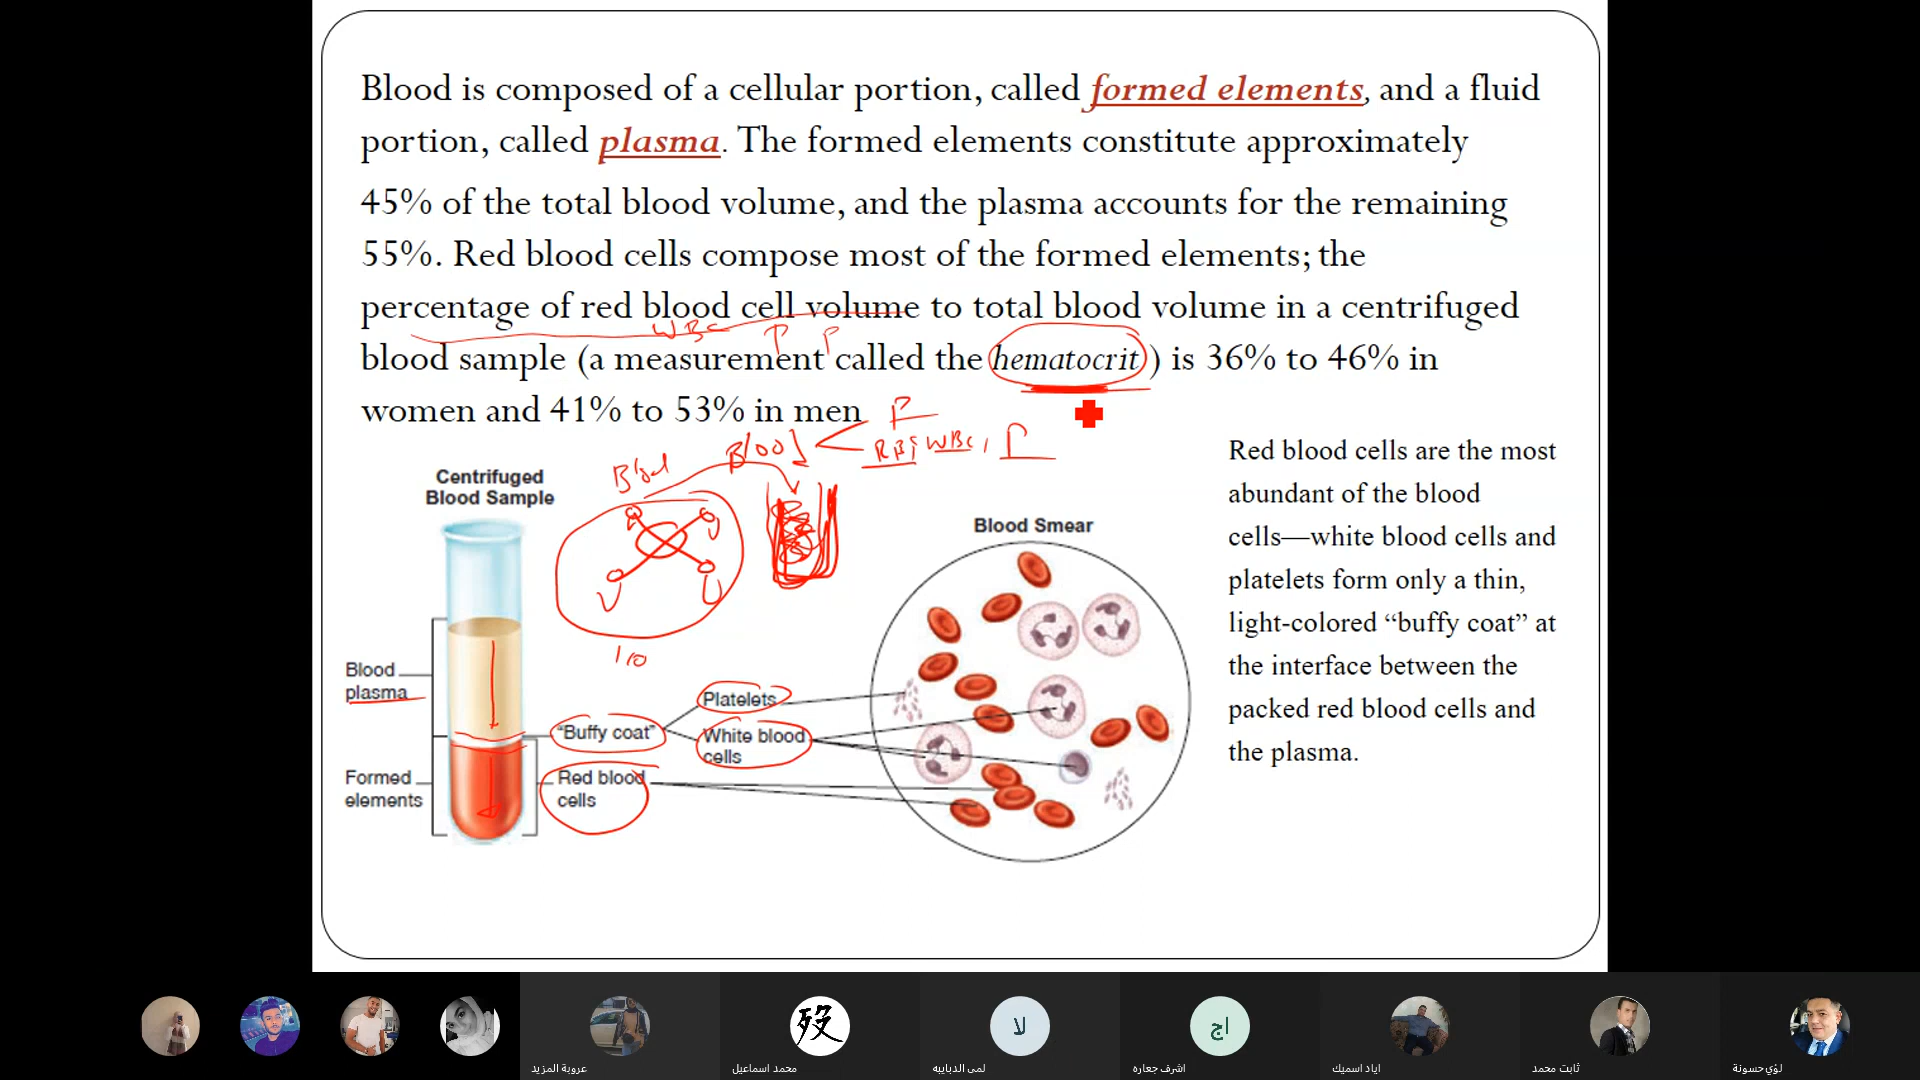 Blood is composed of a cellular portion, called formed elements, and a fluid
portion, called plasma. The formed elements constitute approximately
45% of the total blood volume, and the plasma accounts for the remaining
55%. Red blood cells compose most of the formed elements; the
percentage of red blood cell volume to total blood volume in a centrifuged
WBC P P
blood sample (a measurement called the hematocrit) is 36% to 46% in
women and 41% to 53% in men
P
Blood
WBC, P
Red blood cells are the most
abundant of the blood
cells—white blood cells and
platelets form only a thin,
light-colored “buffy coat” at
the interface between the
packed red blood cells and
the plasma.
Centrifuged
Blood Sample
Blood Smear
Blood
plasma
Platelets
“Buffy coat”
White blood
cells
Formed
elements
Red blood
cells
歿
لا
اج
عروبة المزيد
محمد اسماعيل
لمى الدبابيه
اشرف جعاره
اياد اسميك
ثابت محمد
لؤي حسونة